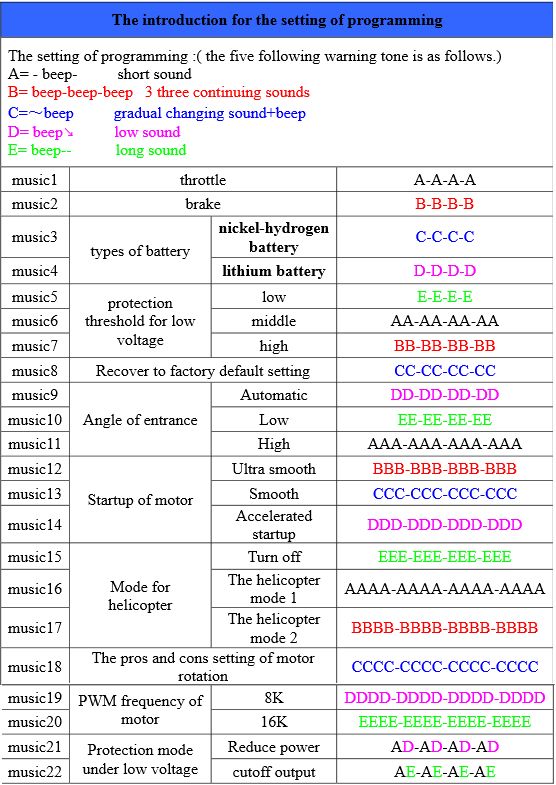 The introduction for the setting of programming
The setting of programming :( the five following warning tone is as follows.)
A= - beep- short sound
B= beep-beep-beep 3 three continuing sounds
C=～beep gradual changing sound+beep
D= beep↘ low sound
E= beep-- long sound
music1 throttle A-A-A-A
music2 brake B-B-B-B
music3 types of battery nickel-hydrogen battery C-C-C-C
music4 lithium battery D-D-D-D
music5 protection threshold for low voltage low E-E-E-E
music6 middle AA-AA-AA-AA
music7 high BB-BB-BB-BB
music8 Recover to factory default setting CC-CC-CC-CC
music9 Angle of entrance Automatic DD-DD-DD-DD
music10 Low EE-EE-EE-EE
music11 High AAA-AAA-AAA-AAA
music12 Startup of motor Ultra smooth BBB-BBB-BBB-BBB
music13 Smooth CCC-CCC-CCC-CCC
music14 Accelerated startup DDD-DDD-DDD-DDD
music15 Mode for helicopter Turn off EEE-EEE-EEE-EEE
music16 The helicopter mode 1 AAAA-AAAA-AAAA-AAAA
music17 The helicopter mode 2 BBBB-BBBB-BBBB-BBBB
music18 The pros and cons setting of motor rotation CCCC-CCCC-CCCC-CCCC
music19 PWM frequency of motor 8K DDDD-DDDD-DDDD-DDDD
music20 16K EEEE-EEEE-EEEE-EEEE
music21 Protection mode under low voltage Reduce power AD-AD-AD-AD
music22 cutoff output AE-AE-AE-AE